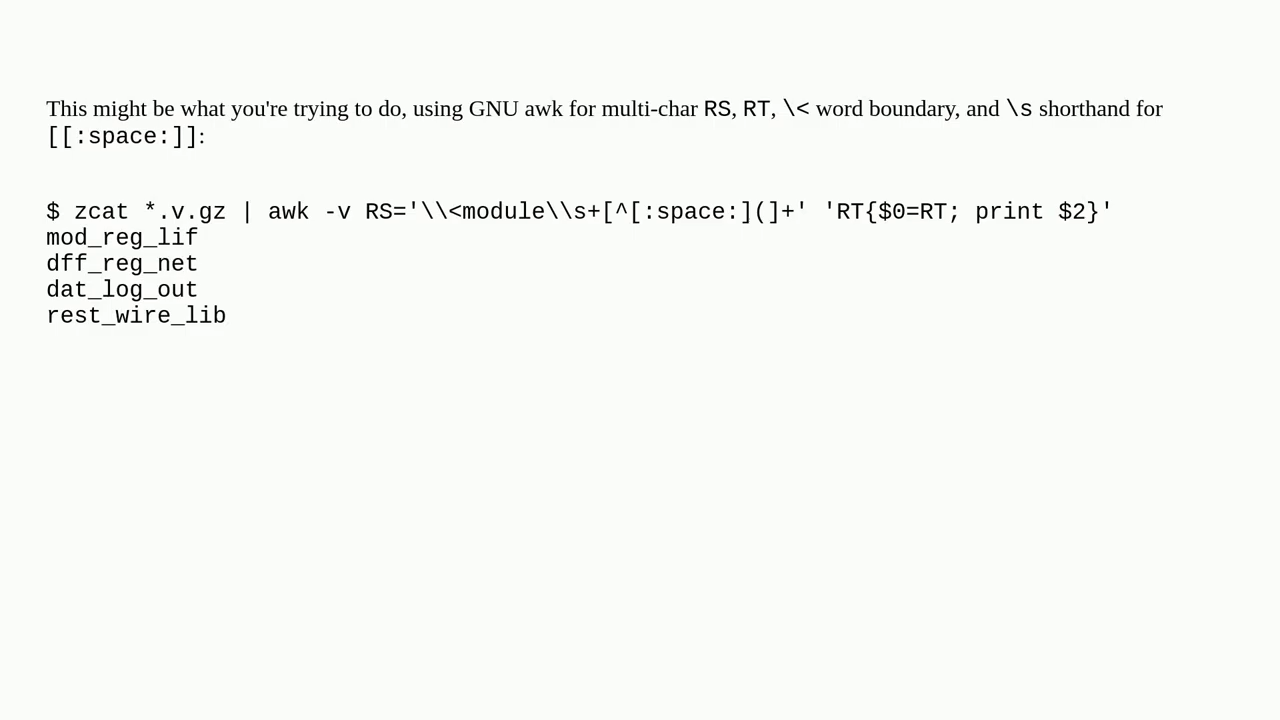 This might be what you're trying to do, using GNU awk for multi-char RS, RT, \< word boundary, and \s shorthand for
[[:space:]]:
$ zcat *.v.gz | awk -v RS='\\<module\\s+[^[:space:](]+' 'RT{$0=RT; print $2}'
mod_reg_lif
dff_reg_net
dat_log_out
rest_wire_lib